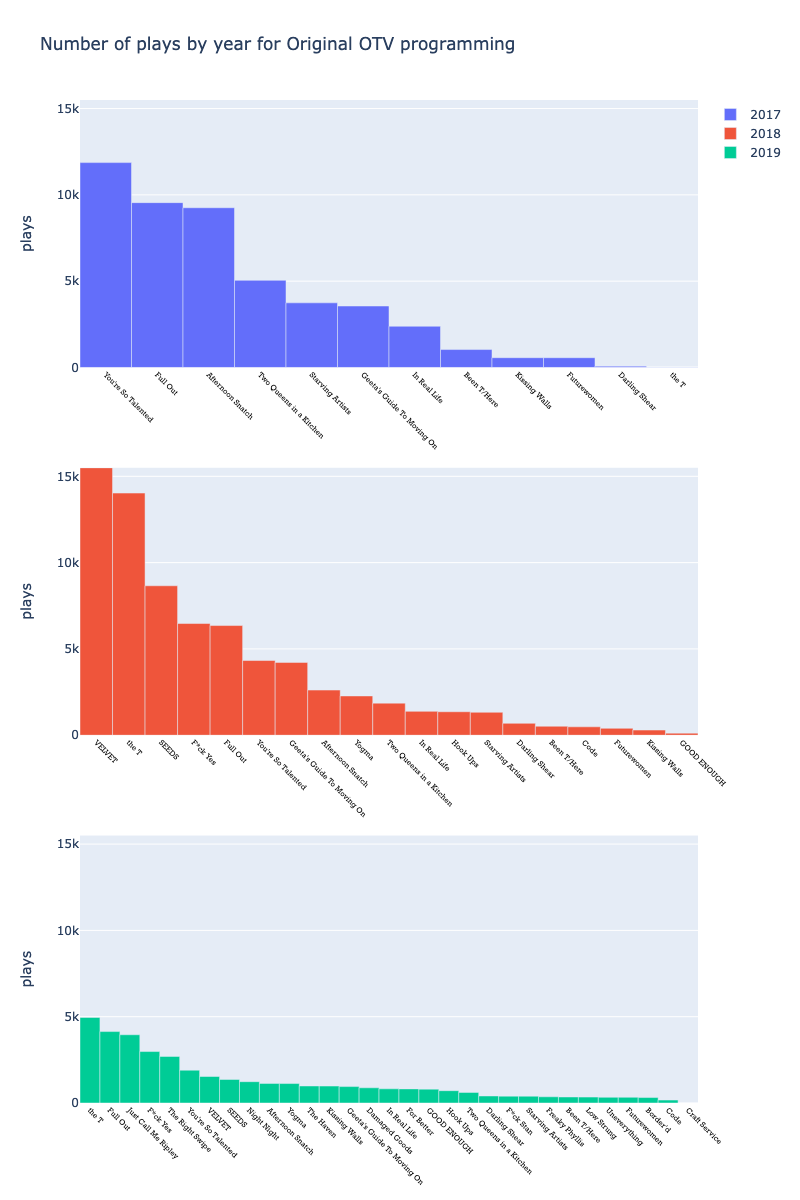 Number of plays by year for Original OTV programming
2017
2018
2019
15k
10k
5k
0
plays
You're So Talented
Full Out
Afternoon Snatch
Two Queens in a Kitchen
Starving Artists
Geeta's Guide To Moving On
In Real Life
Been T/Here
Kissing Walls
Futurewomen
Darling Shear
the T
15k
10k
5k
0
plays
VELVET
the T
SEEDS
F*ck Yes
Full Out
You're So Talented
Geeta's Guide To Moving On
Afternoon Snatch
Yogma
Two Queens in a Kitchen
In Real Life
Hook Ups
Starving Artists
Darling Shear
Been T/Here
Code
Futurewomen
Kissing Walls
GOOD ENOUGH
15k
10k
5k
0
plays
the T
Full Out
Just Call Me Ripley
F*ck Yes
The Right Swipe
You're So Talented
VELVET
SEEDS
Night Night
Afternoon Snatch
Yogma
The Haven
Kissing Walls
Geeta's Guide To Moving On
Damaged Goods
In Real Life
For Better
GOOD ENOUGH
Hook Ups
Two Queens in a Kitchen
Darling Shear
F*ck Stan
Starving Artists
Freaky Phyllis
Been T/Here
Low Strung
Uneverything
Futurewomen
Border'd
Code
Craft Service